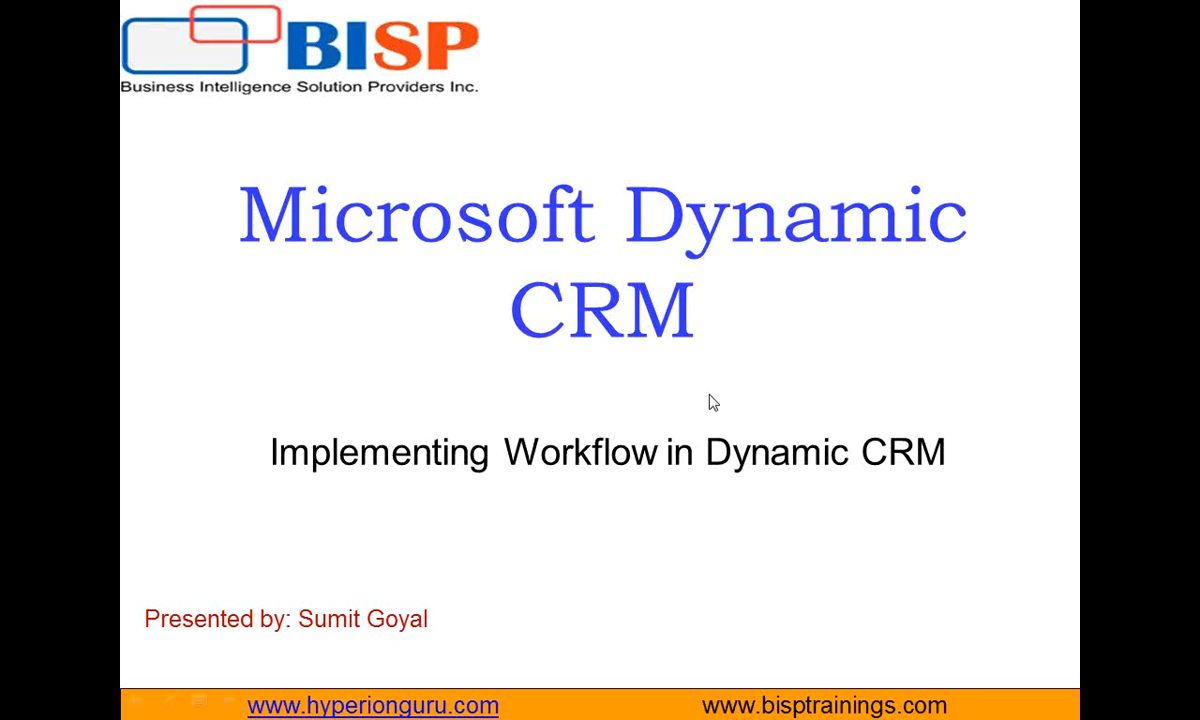 BISP
Business Intelligence Solution Providers Inc.
Microsoft Dynamic
CRM
Implementing Workflow in Dynamic CRM
Presented by: Sumit Goyal
www.hyperionguru.com
www.bisptrainings.com